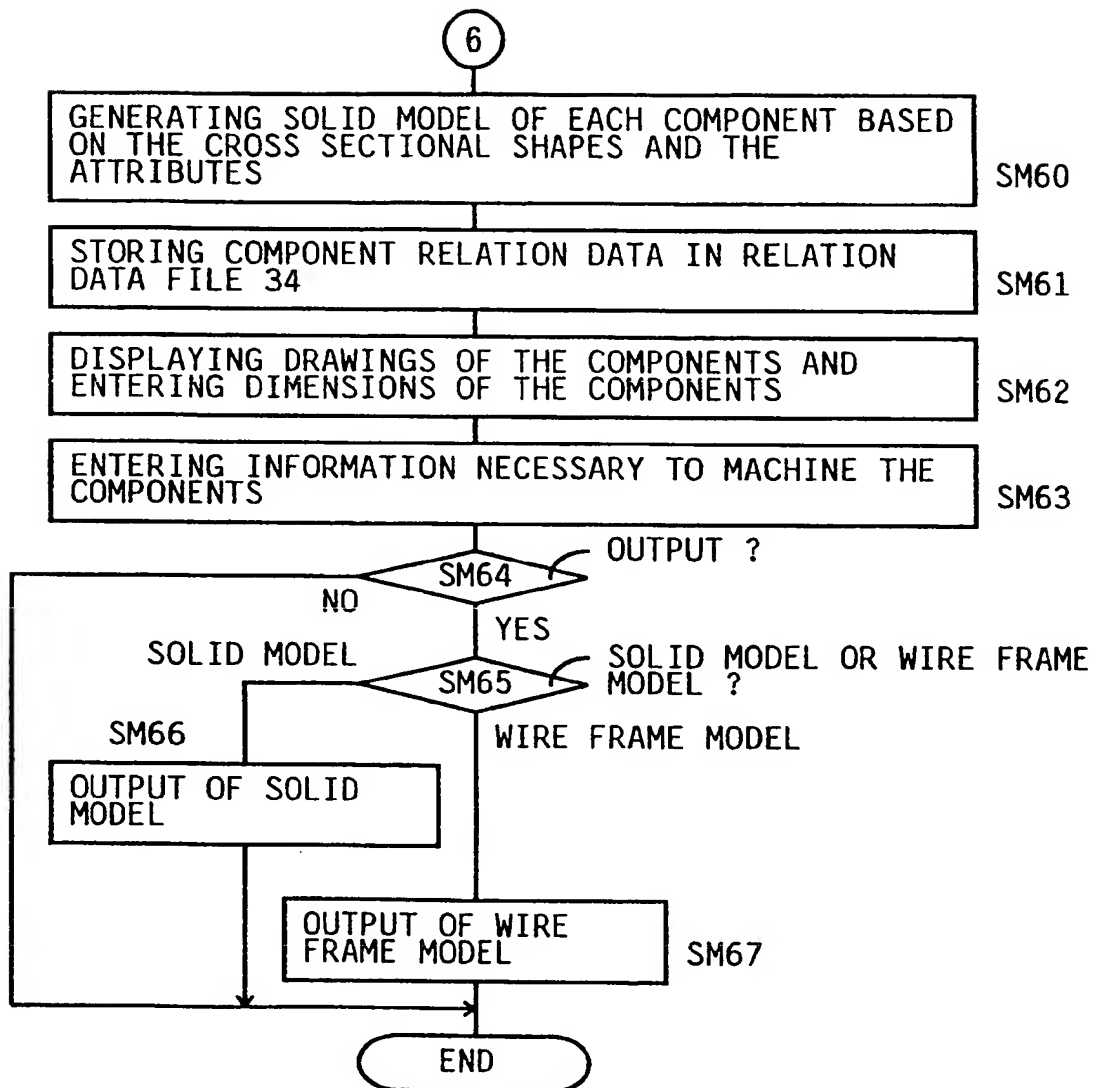 6
GENERATING SOLID MODEL OF EACH COMPONENT BASED
ON THE CROSS SECTIONAL SHAPES AND THE
ATTRIBUTES
SM60
STORING COMPONENT RELATION DATA IN RELATION
DATA FILE 34
SM61
DISPLAYING DRAWINGS OF THE COMPONENTS AND
ENTERING DIMENSIONS OF THE COMPONENTS
SM62
ENTERING INFORMATION NECESSARY TO MACHINE THE
COMPONENTS
SM63
OUTPUT ?
SM64
NO
YES
SOLID MODEL
SOLID MODEL OR WIRE FRAME
MODEL ?
SM65
SM66
WIRE FRAME MODEL
OUTPUT OF SOLID
MODEL
OUTPUT OF WIRE
FRAME MODEL
SM67
END